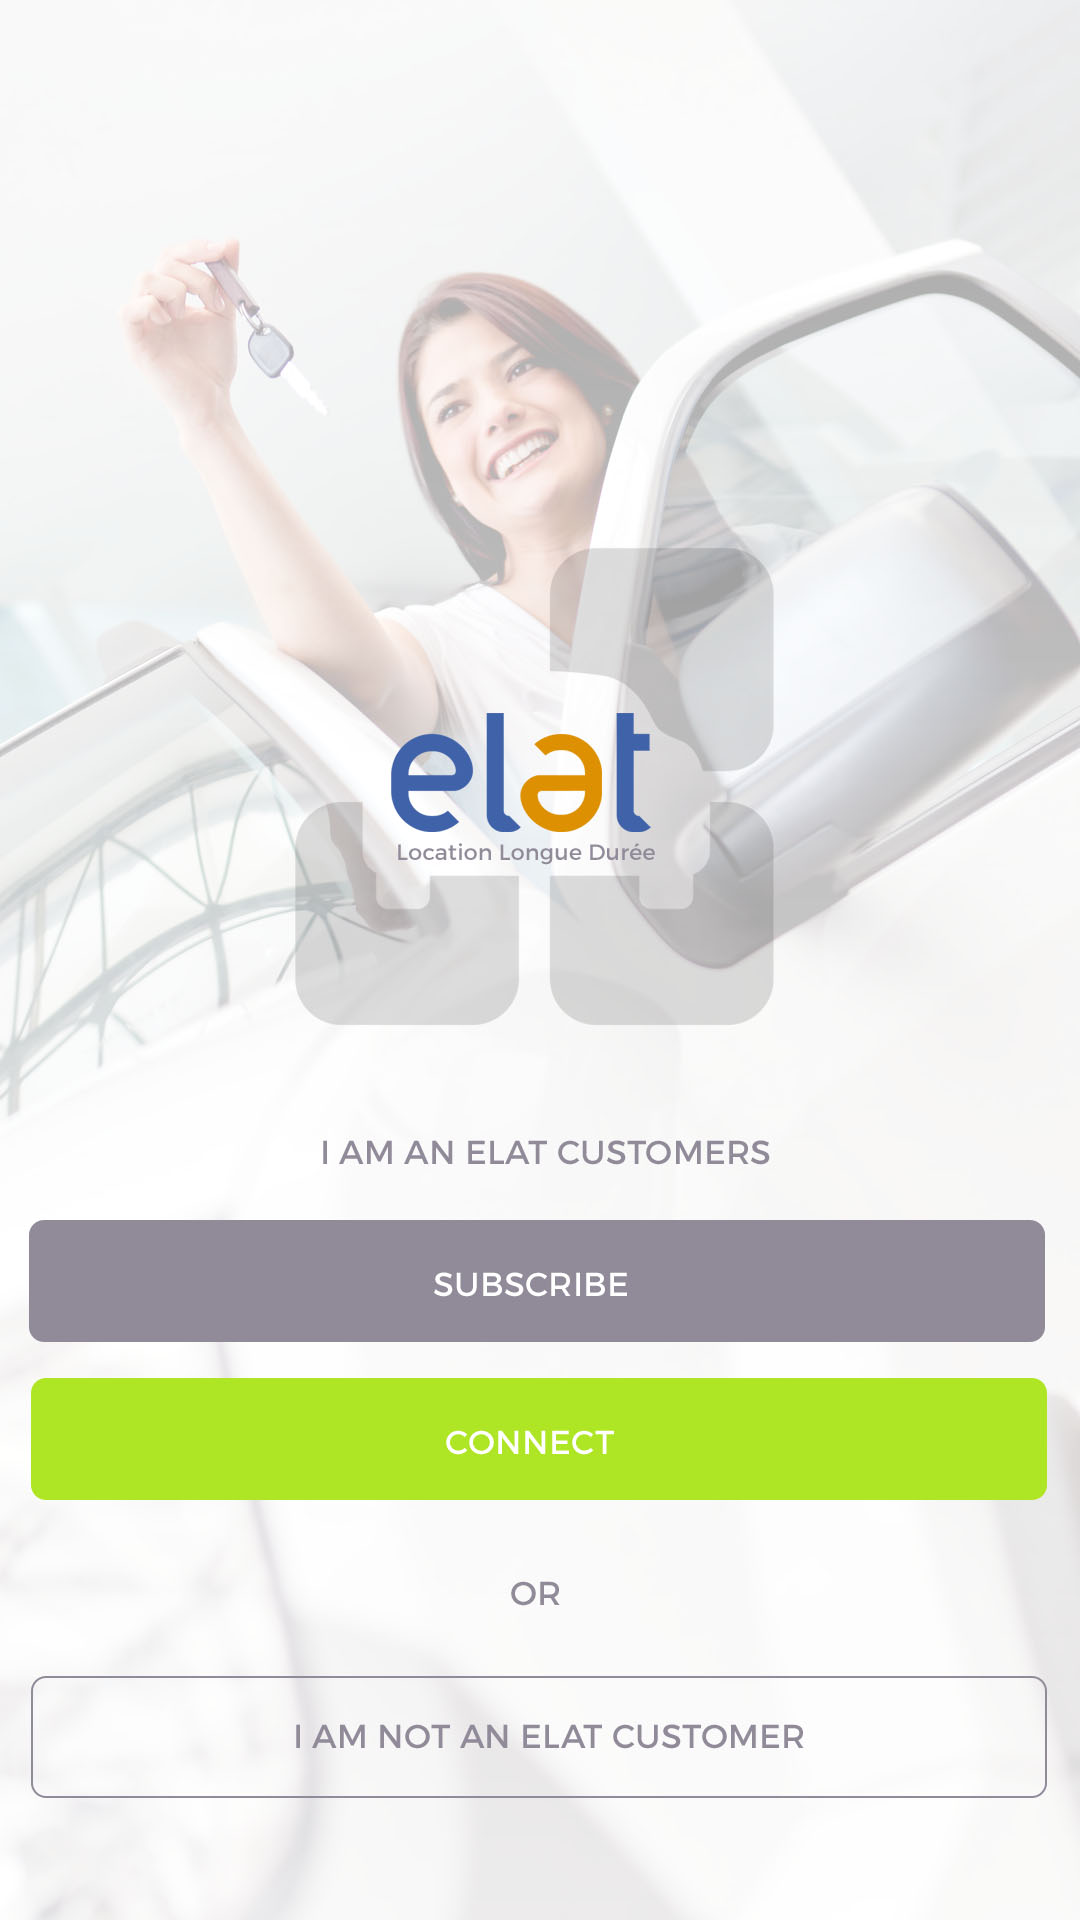 elat
Location Longue Durée
I AM AN ELAT CUSTOMERS
SUBSCRIBE
CONNECT
OR
I AM NOT AN ELAT CUSTOMER